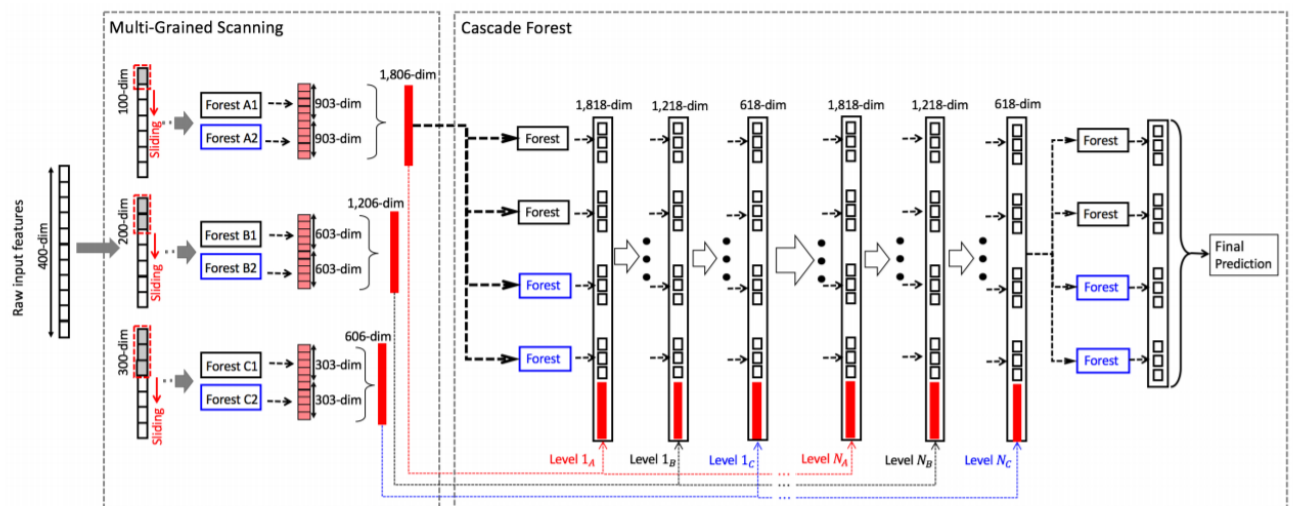 Multi-Grained Scanning
Cascade Forest
Raw input features
400-dim
100-dim
Sliding
Forest A1
Forest A2
903-dim
903-dim
1,806-dim
200-dim
Sliding
Forest B1
Forest B2
603-dim
603-dim
1,206-dim
300-dim
Sliding
Forest C1
Forest C2
303-dim
303-dim
606-dim
Forest
Forest
Forest
Forest
1,818-dim
1,218-dim
618-dim
1,818-dim
1,218-dim
618-dim
Forest
Forest
Forest
Forest
Final
Prediction
Level 1A
Level 1B
Level 1C
Level NA
Level NB
Level NC
...
...